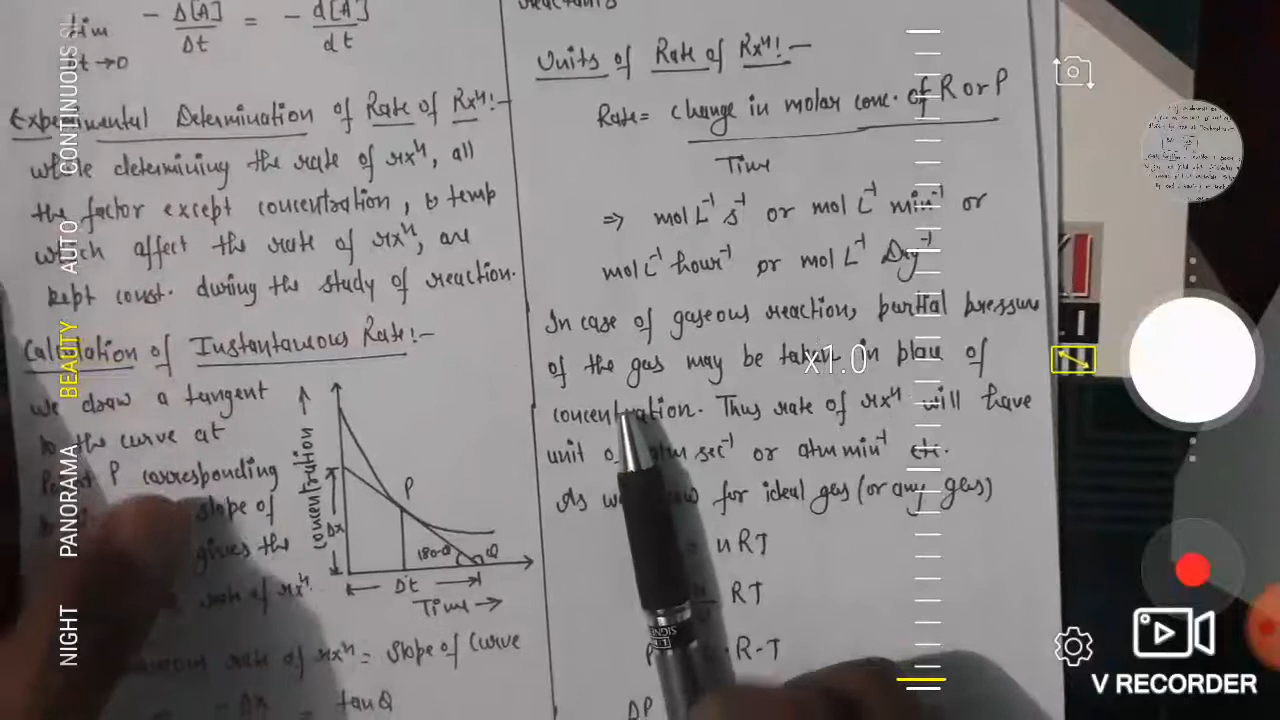 lim - Δ[A]/Δt = - d[A]/dt
Δt→0
Experimental Determination of Rate of Rxⁿ:-
while determining the rate of rxⁿ, all
the factor except concentration, & temp
which affect the rate of rxⁿ, are
kept const. during the study of reaction.
Calculation of Instantaneous Rate:-
we draw a tangent
to the curve at
Point P corresponding
slope of
gives the
rate of rxⁿ.
concentration
Δx
P
180-θ
θ
Δt
Time →
rate of rxⁿ = slope of curve
-Δx = tanθ
reactants
Units of Rate of Rxⁿ:-
Rate = change in molar conc. of R or P
Time
⇒ mol L⁻¹ s⁻¹ or mol L⁻¹ min⁻¹ or
mol L⁻¹ hour⁻¹ or mol L⁻¹ Day⁻¹
In case of gaseous reaction, partial pressure
of the gas may be taken in place of
concentration. Thus rate of rxⁿ will have
unit of atm sec⁻¹ or atm min⁻¹ etc.
As we know for ideal gas (or any gas)
= nRT
RT
P R·T
ΔP
NIGHT
PANORAMA
BEAUTY
AUTO
CONTINUOUS
x1.0
V RECORDER